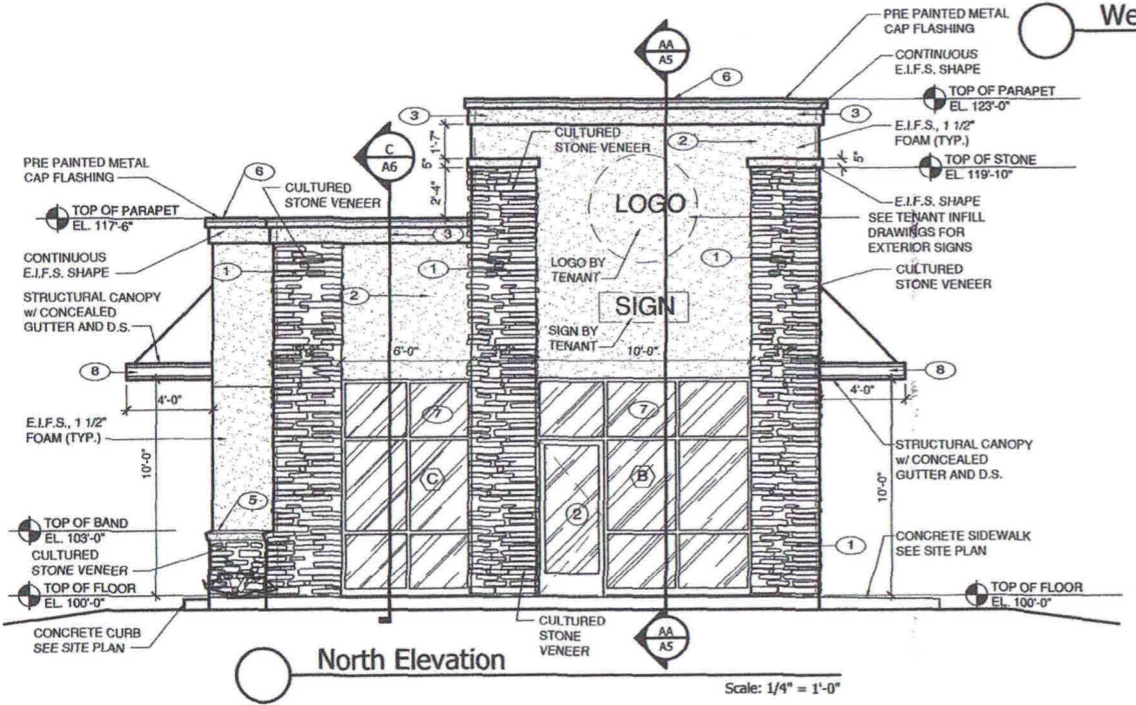 We
PRE PAINTED METAL
CAP FLASHING
CONTINUOUS
E.I.F.S. SHAPE
AA
A5
6
TOP OF PARAPET
EL. 123'-0"
3
3
E.I.F.S., 1 1/2"
FOAM (TYP.)
CULTURED
STONE VENEER
2
1'-7"
5"
2'-4"
5"
TOP OF STONE
EL. 119'-10"
C
A6
PRE PAINTED METAL
CAP FLASHING
6
CULTURED
STONE VENEER
TOP OF PARAPET
EL. 117'-6"
LOGO
E.I.F.S. SHAPE
SEE TENANT INFILL
DRAWINGS FOR
EXTERIOR SIGNS
3
CONTINUOUS
E.I.F.S. SHAPE
1
1
LOGO BY
TENANT
1
CULTURED
STONE VENEER
2
STRUCTURAL CANOPY
w/ CONCEALED
GUTTER AND D.S.
SIGN
SIGN BY
TENANT
6'-0"
10'-0"
8
8
4'-0"
4'-0"
E.I.F.S., 1 1/2"
FOAM (TYP.)
7
7
STRUCTURAL CANOPY
w/ CONCEALED
GUTTER AND D.S.
10'-0"
C
B
10'-0"
5
2
TOP OF BAND
EL. 103'-0"
CULTURED
STONE VENEER
1
CONCRETE SIDEWALK
SEE SITE PLAN
TOP OF FLOOR
EL. 100'-0"
TOP OF FLOOR
EL. 100'-0"
CONCRETE CURB
SEE SITE PLAN
CULTURED
STONE
VENEER
AA
A5
North Elevation
Scale: 1/4" = 1'-0"